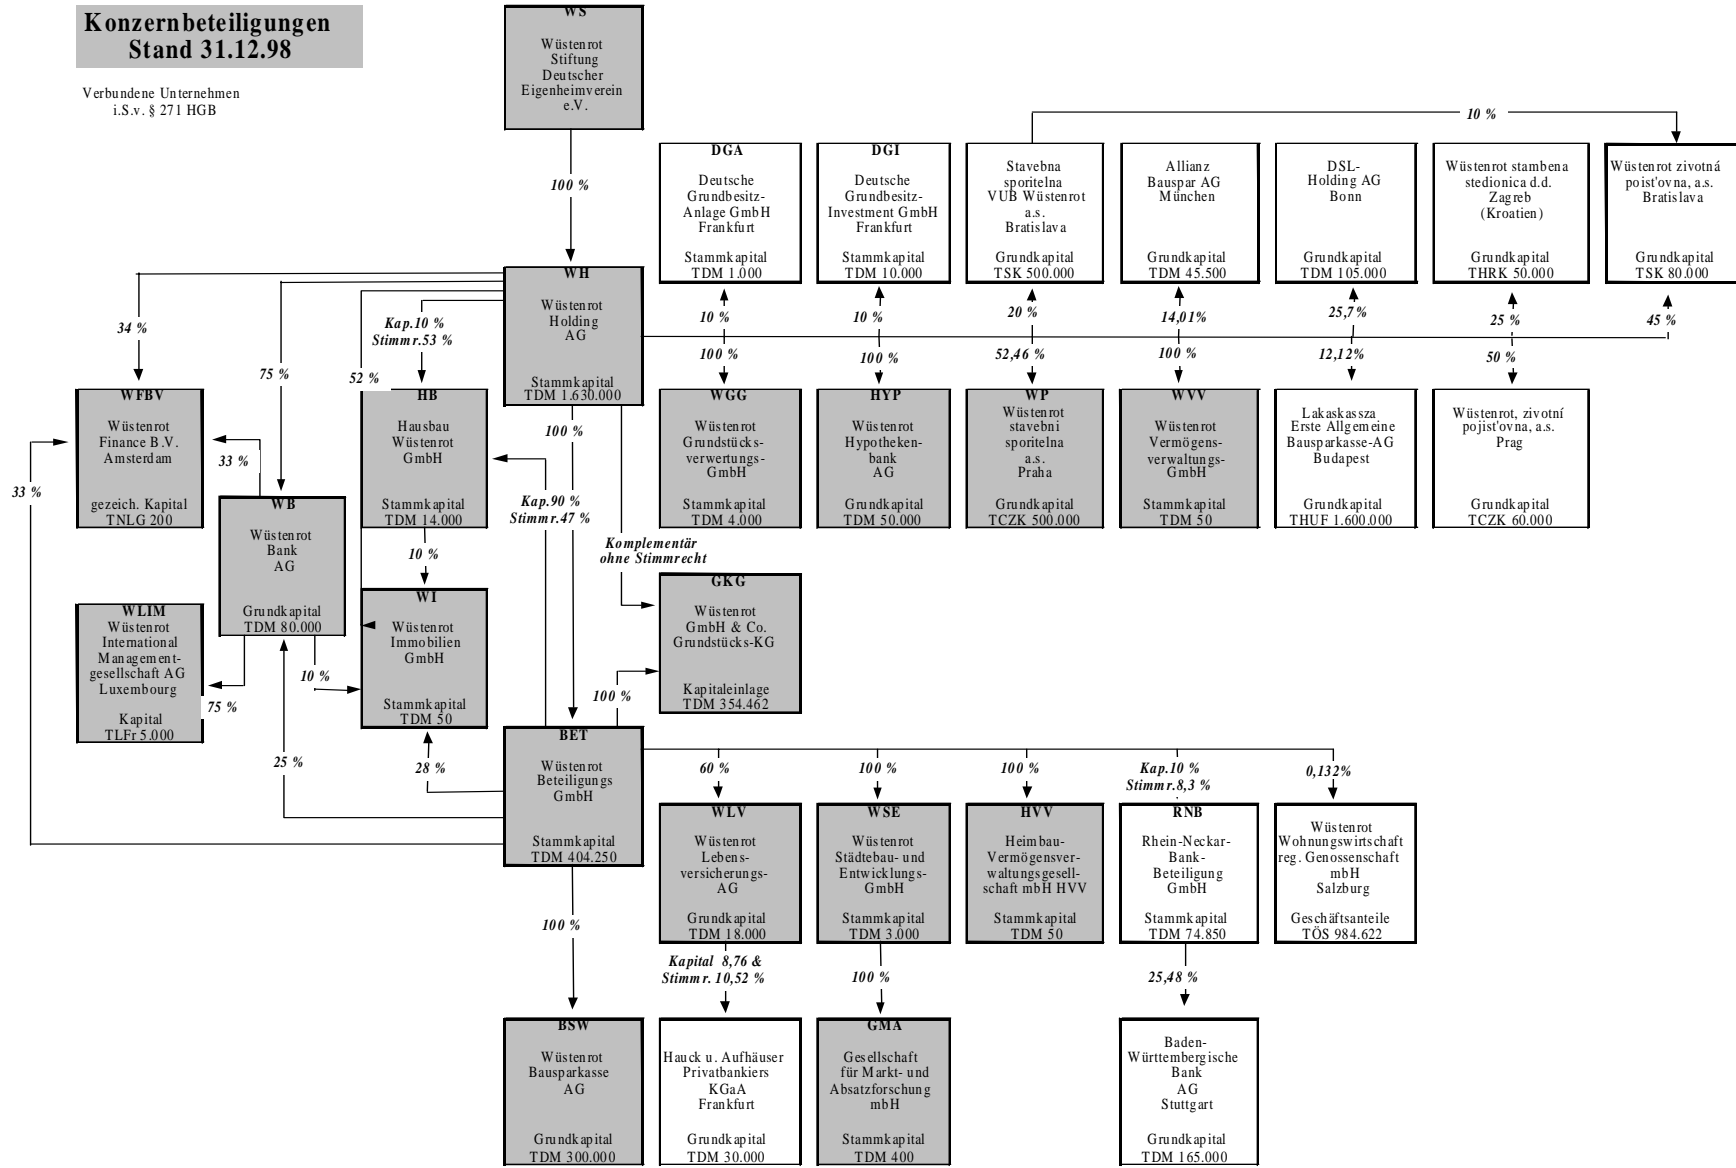 Konzernbeteiligungen
Stand 31.12.98
Verbundene Unternehmen
i.S.v. § 271 HGB
WS
Wüstenrot
Stiftung
Deutscher
Eigenheimverein
e.V.
100 %
10 %
DGA
Deutsche
Grundbesitz-
Anlage GmbH
Frankfurt
Stammkapital
TDM 1.000
DGI
Deutsche
Grundbesitz-
Investment GmbH
Frankfurt
Stammkapital
TDM 10.000
Stavebna
sporitelna
VUB Wüstenrot
a.s.
Bratislava
Grundkapital
TSK 500.000
Allianz
Bauspar AG
München
Grundkapital
TDM 45.500
DSL-
Holding AG
Bonn
Grundkapital
TDM 105.000
Wüstenrot stambena
stedionica d.d.
Zagreb
(Kroatien)
Grundkapital
THRK 50.000
Wüstenrot zivotná
poist'ovna, a.s.
Bratislava
Grundkapital
TSK 80.000
WH
Wüstenrot
Holding
AG
Stammkapital
TDM 1.630.000
34 %
75 %
52 %
Kap.10 %
Stimmr.53 %
10 %
10 %
20 %
14,01%
25,7%
25 %
45 %
100 %
100 %
52,46 %
100 %
12,12%
50 %
WFBV
Wüstenrot
Finance B.V.
Amsterdam
gezeich. Kapital
TNLG 200
33 %
33 %
WB
Wüstenrot
Bank
AG
Grundkapital
TDM 80.000
HB
Hausbau
Wüstenrot
GmbH
Stammkapital
TDM 14.000
100 %
Kap.90 %
Stimmr.47 %
Komplementär
ohne Stimmrecht
WGG
Wüstenrot
Grundstücks-
verwertungs-
GmbH
Stammkapital
TDM 4.000
HYP
Wüstenrot
Hypotheken-
bank
AG
Grundkapital
TDM 50.000
WP
Wüstenrot
stavebni
sporitelna
a.s.
Praha
Grundkapital
TCZK 500.000
WVV
Wüstenrot
Vermögens-
verwaltungs-
GmbH
Stammkapital
TDM 50
Lakaskassza
Erste Allgemeine
Bausparkasse-AG
Budapest
Grundkapital
THUF 1.600.000
Wüstenrot, zivotní
pojist'ovna, a.s.
Prag
Grundkapital
TCZK 60.000
10 %
WLIM
Wüstenrot
International
Management-
gesellschaft AG
Luxembourg
Kapital
TLFr 5.000
75 %
10 %
WI
Wüstenrot
Immobilien
GmbH
Stammkapital
TDM 50
GKG
Wüstenrot
GmbH & Co.
Grundstücks-KG
Kapitaleinlage
TDM 354.462
100 %
25 %
28 %
BET
Wüstenrot
Beteiligungs
GmbH
Stammkapital
TDM 404.250
60 %
100 %
100 %
Kap.10 %
Stimmr.8,3 %
0,132%
WLV
Wüstenrot
Lebens-
versicherungs-
AG
Grundkapital
TDM 18.000
WSE
Wüstenrot
Städtebau- und
Entwicklungs-
GmbH
Stammkapital
TDM 3.000
HVV
Heimbau-
Vermögensver-
waltungsgesell-
schaft mbH HVV
Stammkapital
TDM 50
RNB
Rhein-Neckar-
Bank-
Beteiligung
GmbH
Stammkapital
TDM 74.850
Wüstenrot
Wohnungswirtschaft
reg. Genossenschaft
mbH
Salzburg
Geschäftsanteile
TÖS 984.622
100 %
Kapital 8,76 &
Stimmr. 10,52 %
100 %
25,48 %
BSW
Wüstenrot
Bausparkasse
AG
Grundkapital
TDM 300.000
Hauck u. Aufhäuser
Privatbankiers
KGaA
Frankfurt
Grundkapital
TDM 30.000
GMA
Gesellschaft
für Markt- und
Absatzforschung
mbH
Stammkapital
TDM 400
Baden-
Württembergische
Bank
AG
Stuttgart
Grundkapital
TDM 165.000